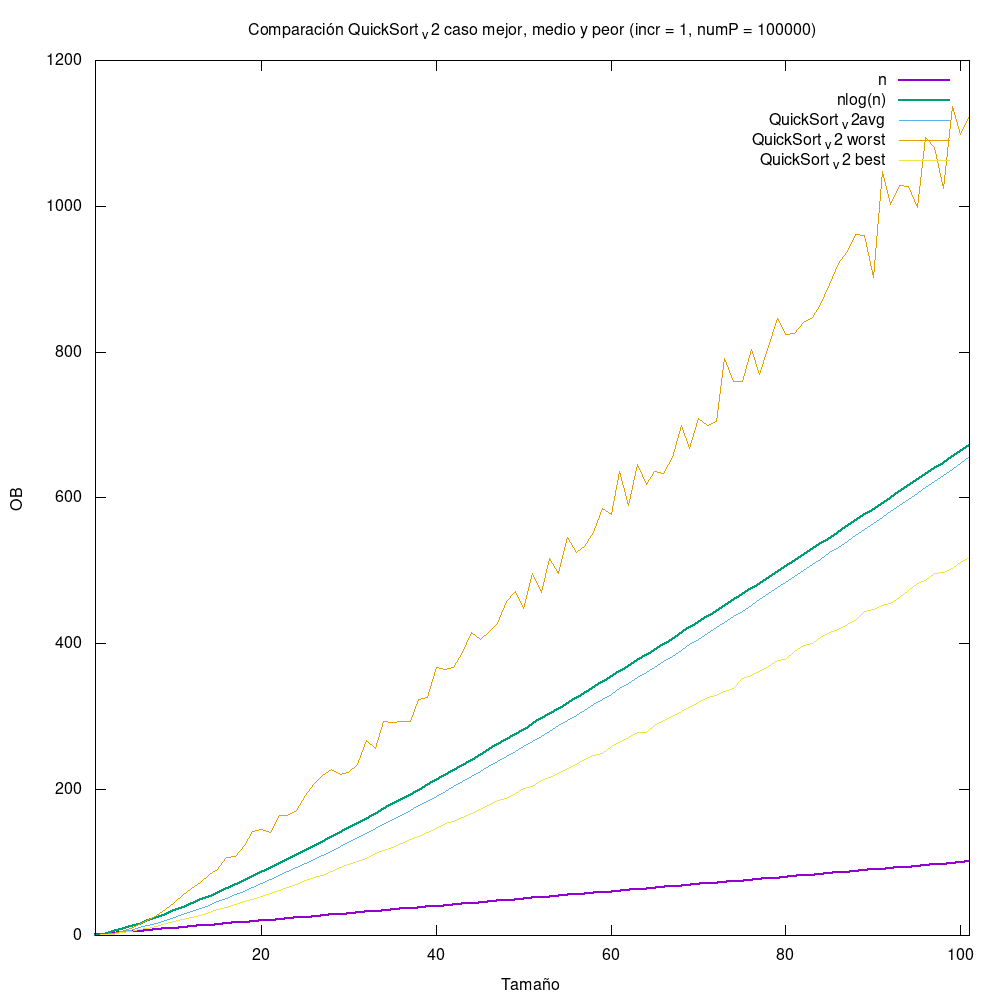 Comparación QuickSort v 2 caso mejor, medio y peor (incr = 1, numP = 100000)
1200
n
nlog(n)
QuickSort v 2avg
QuickSort v 2 worst
QuickSort v 2 best
1000
800
600
400
200
0
OB
20 40 60 80 100
Tamaño